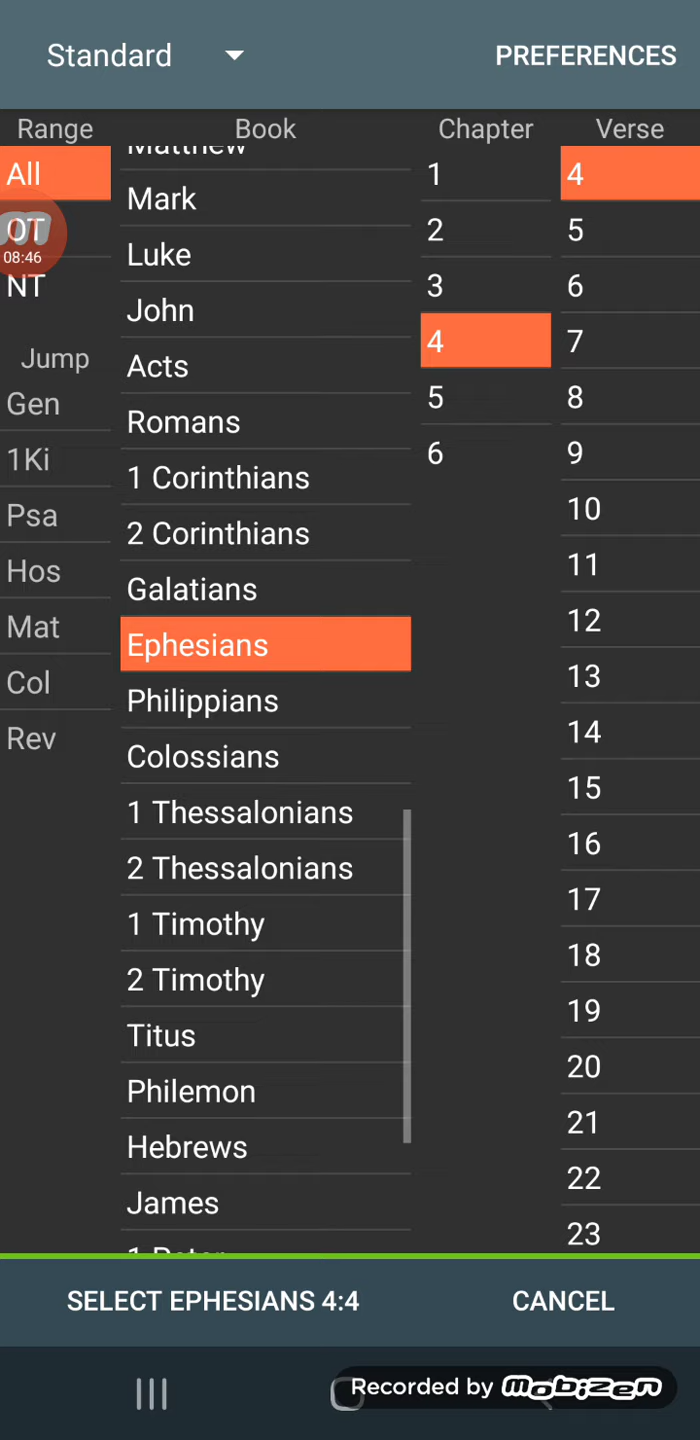 Standard PREFERENCES
Range Book Chapter Verse
All
OT
NT
08:46
Jump
Gen
1Ki
Psa
Hos
Mat
Col
Rev
Matthew
Mark
Luke
John
Acts
Romans
1 Corinthians
2 Corinthians
Galatians
Ephesians
Philippians
Colossians
1 Thessalonians
2 Thessalonians
1 Timothy
2 Timothy
Titus
Philemon
Hebrews
James
1 Peter
1
2
3
4
5
6
4
5
6
7
8
9
10
11
12
13
14
15
16
17
18
19
20
21
22
23
SELECT EPHESIANS 4:4 CANCEL
Recorded by mobizen